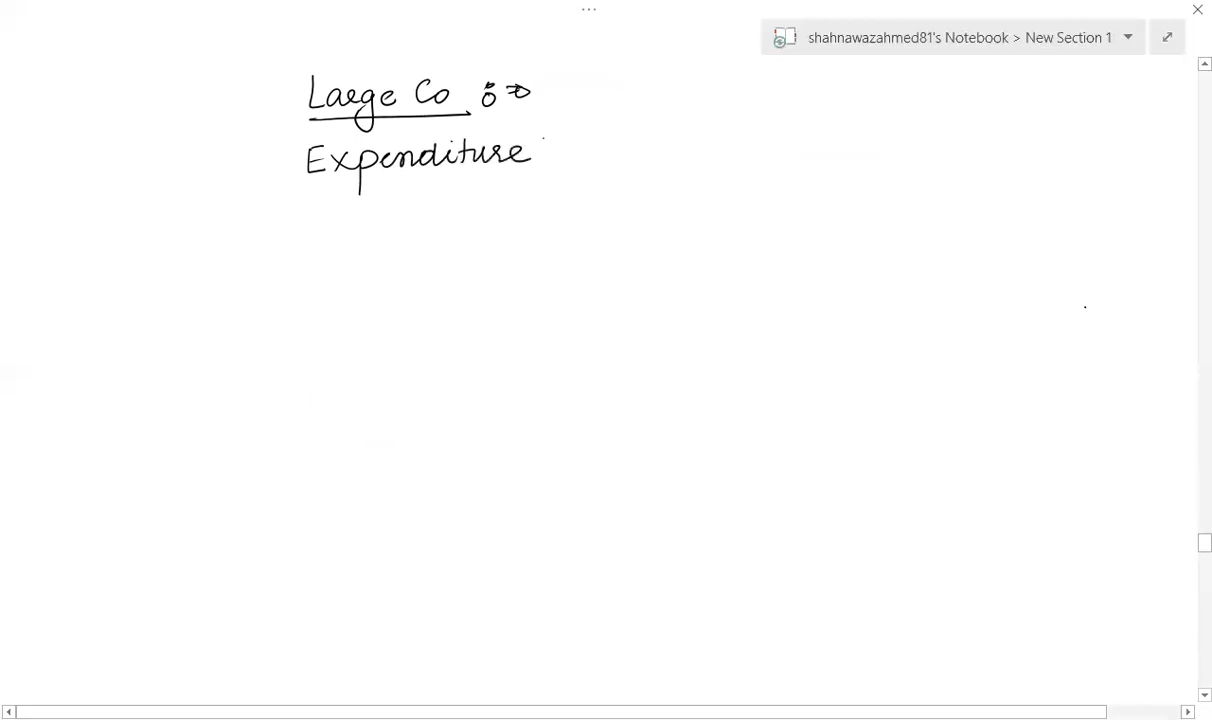 ...
shahnawazahmed81's Notebook > New Section 1
Large Co :⇒
Expenditure